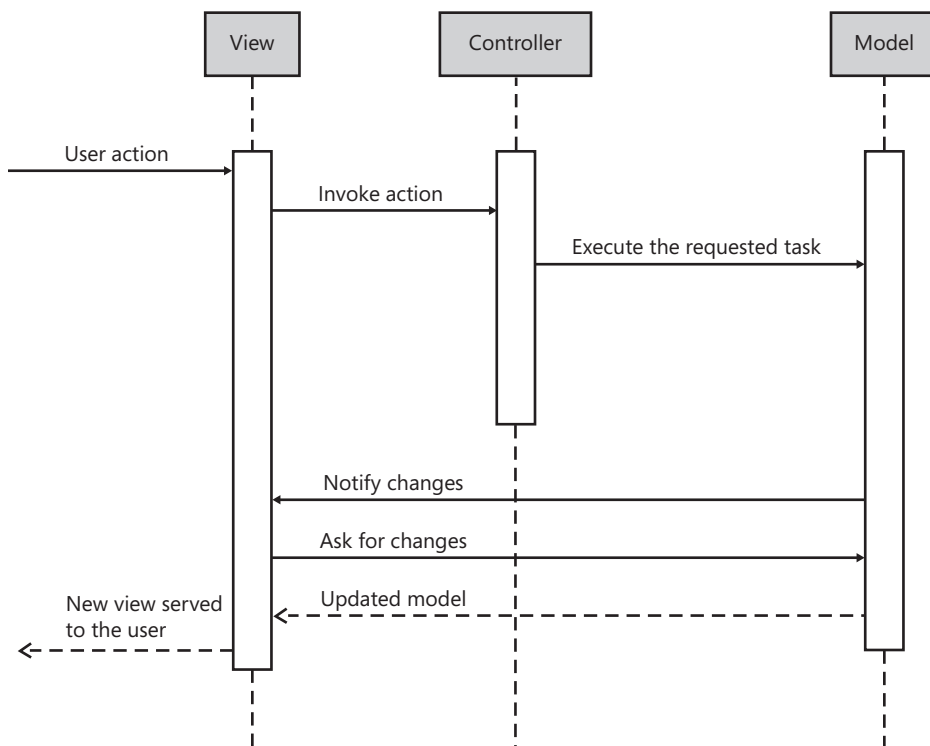 View
Controller
Model
User action
Invoke action
Execute the requested task
Notify changes
Ask for changes
Updated model
New view served
to the user